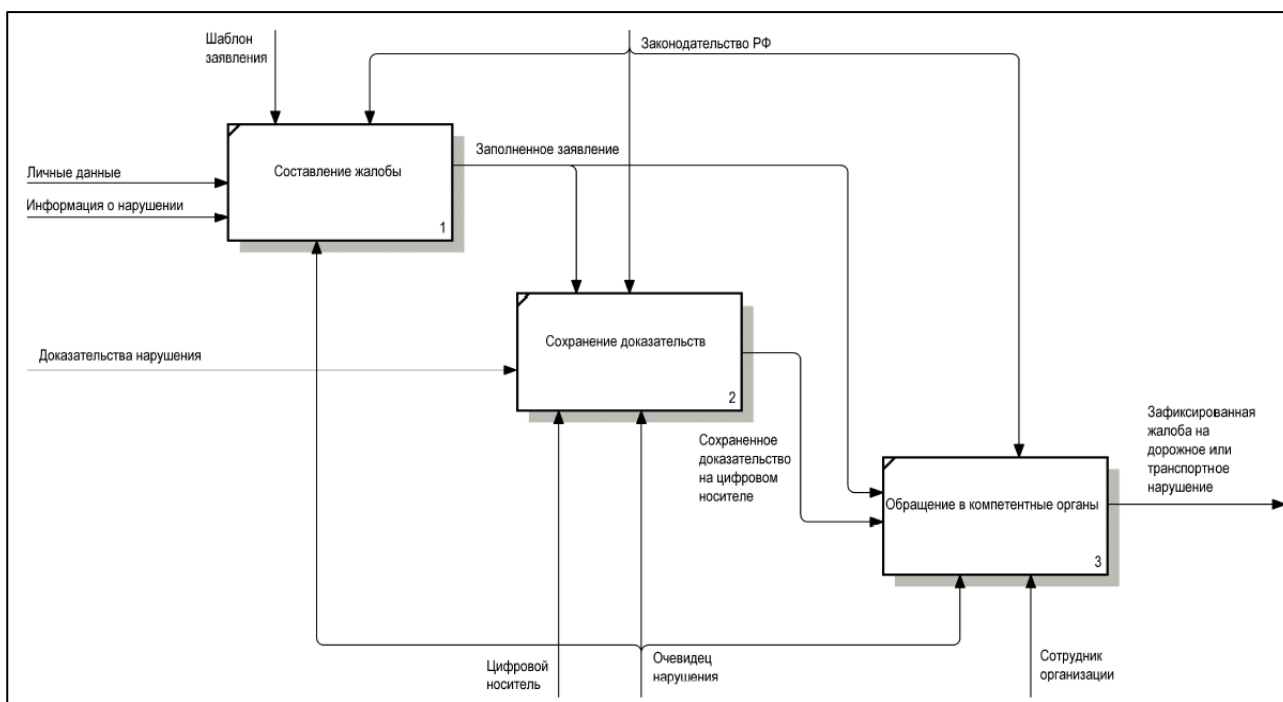 Шаблон
заявления
Законодательство РФ
Заполненное заявление
Составление жалобы
Личные данные
Информация о нарушении
1
Сохранение доказательств
Доказательства нарушения
2
Сохраненное
доказательство
на цифровом
носителе
Зафиксированная
жалоба на
дорожное или
транспортное
нарушение
Обращение в компетентные органы
3
Цифровой
носитель
Очевидец
нарушения
Сотрудник
организации